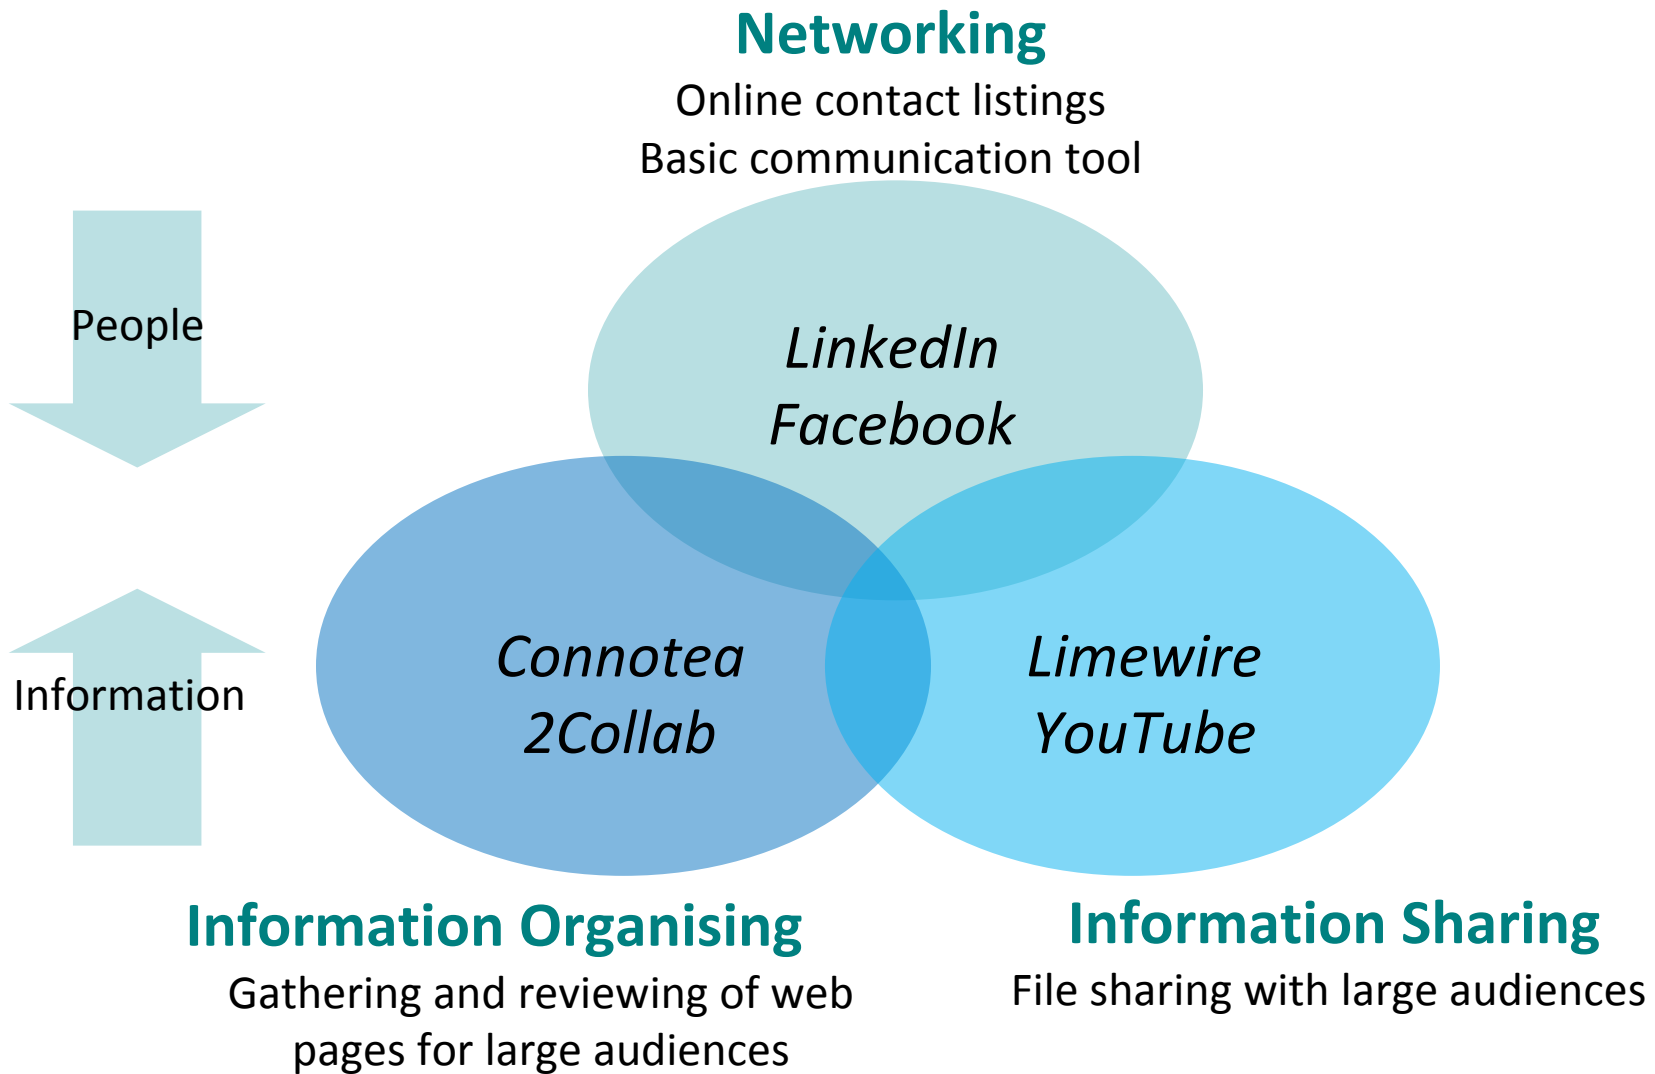 Networking
Online contact listings
Basic communication tool
People
LinkedIn
Facebook
Information
Connotea
2Collab
Limewire
YouTube
Information Organising
Gathering and reviewing of web
pages for large audiences
Information Sharing
File sharing with large audiences